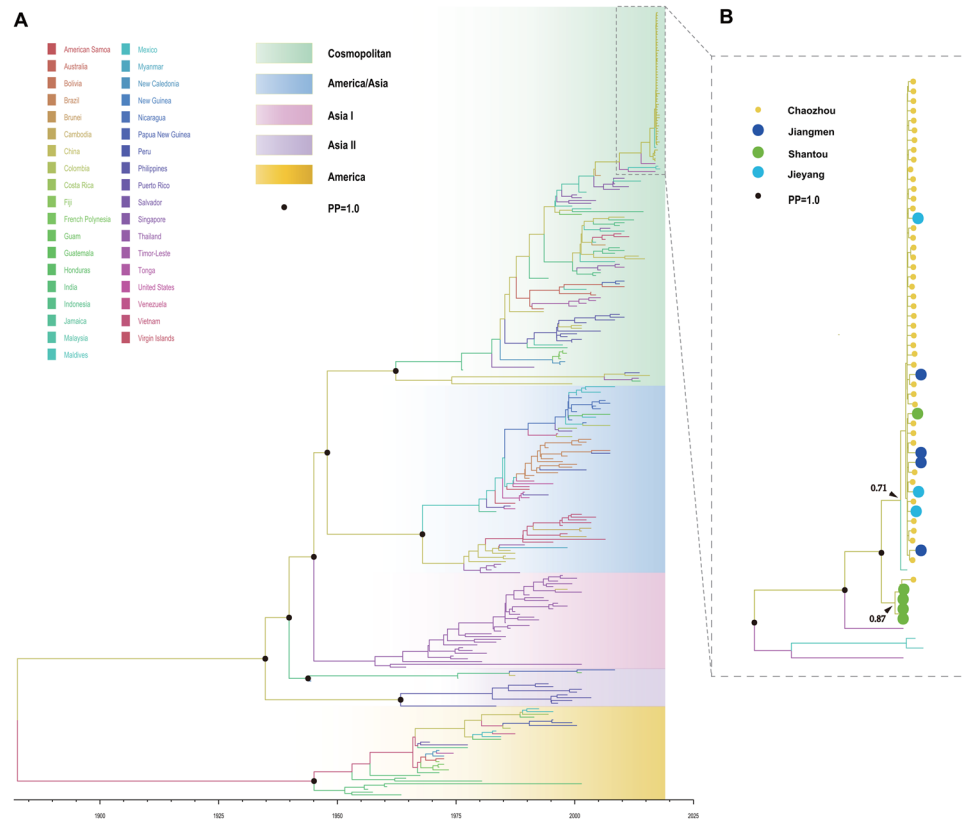 A
B
American Samoa
Australia
Bolivia
Brazil
Brunei
Cambodia
China
Colombia
Costa Rica
Fiji
French Polynesia
Guam
Guatemala
Honduras
India
Indonesia
Jamaica
Malaysia
Maldives
Mexico
Myanmar
New Caledonia
New Guinea
Nicaragua
Papua New Guinea
Peru
Philippines
Puerto Rico
Salvador
Singapore
Thailand
Timor-Leste
Tonga
United States
Venezuela
Vietnam
Virgin Islands
Cosmopolitan
America/Asia
Asia I
Asia II
America
PP=1.0
Chaozhou
Jiangmen
Shantou
Jieyang
PP=1.0
0.71
0.87
1900
1925
1950
1975
2000
2025